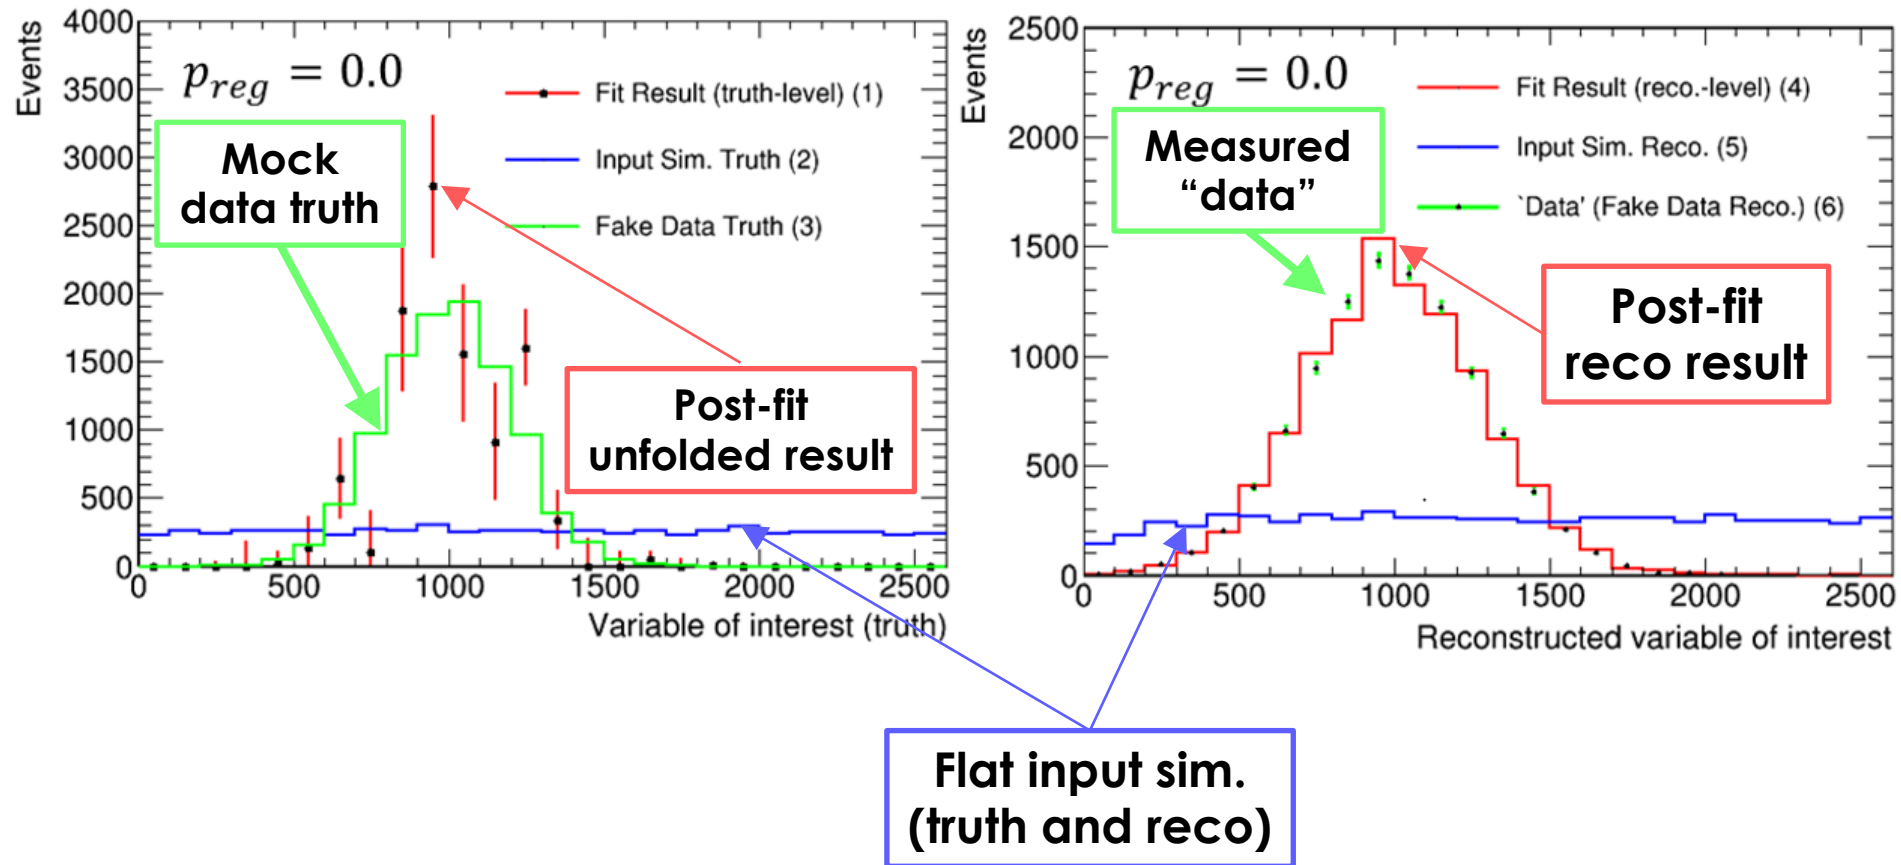 Events
4000
3500
3000
2500
2000
1500
1000
500
0
p_reg = 0.0
Fit Result (truth-level) (1)
Input Sim. Truth (2)
Fake Data Truth (3)
Mock
data truth
Post-fit
unfolded result
0 500 1000 1500 2000 2500
Variable of interest (truth)
Events
2500
2000
1500
1000
500
0
p_reg = 0.0
Fit Result (reco.-level) (4)
Input Sim. Reco. (5)
`Data' (Fake Data Reco.) (6)
Measured
“data”
Post-fit
reco result
0 500 1000 1500 2000 2500
Reconstructed variable of interest
Flat input sim.
(truth and reco)